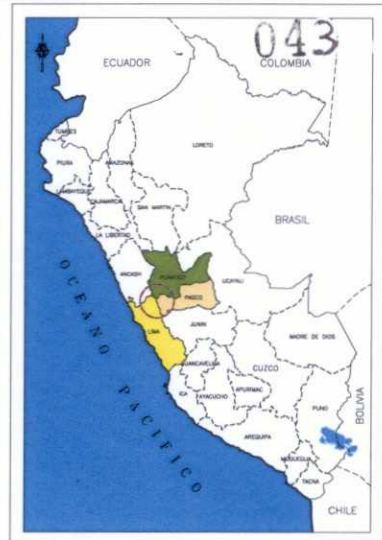 043
ECUADOR
COLOMBIA
TUMBES
LORETO
PIURA
AMAZONAS
LAMBAYEQUE
CAJAMARCA
SAN MARTIN
BRASIL
LA LIBERTAD
ANCASH
HUANUCO
UCAYALI
PASCO
OCEANO PACIFICO
LIMA
JUNIN
MADRE DE DIOS
HUANCAVELICA
CUZCO
ICA
AYACUCHO
APURIMAC
PUNO
BOLIVIA
AREQUIPA
MOQUEGUA
TACNA
CHILE